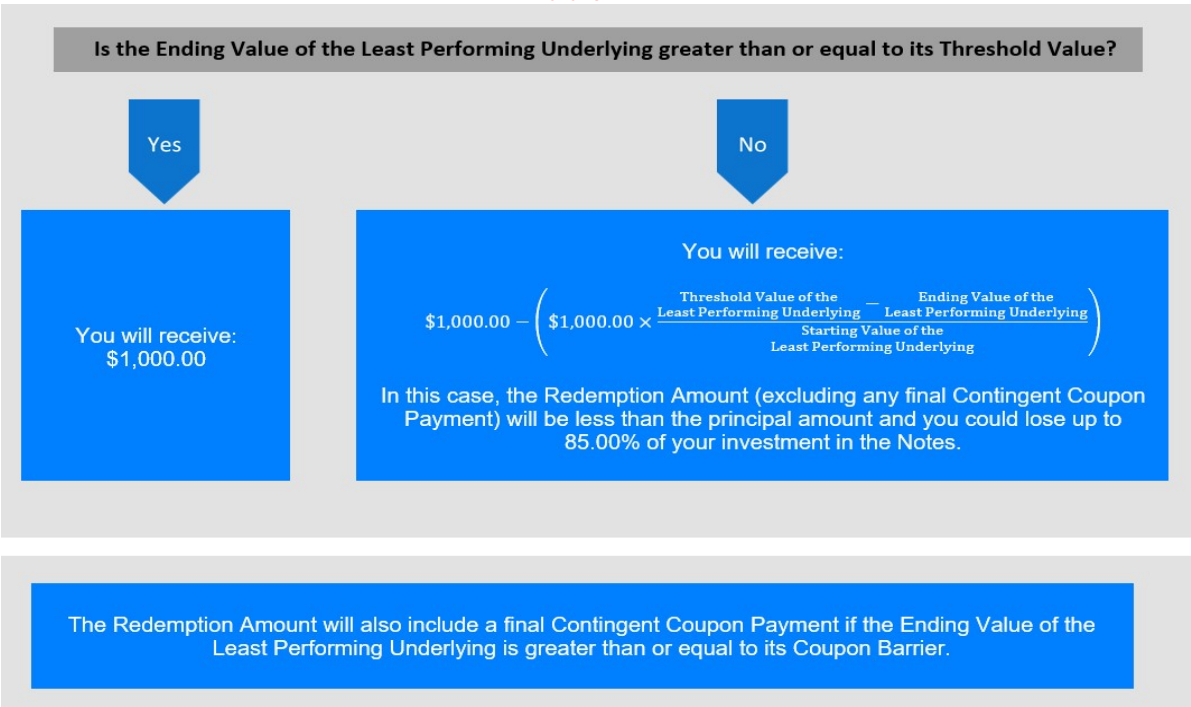 Is the Ending Value of the Least Performing Underlying greater than or equal to its Threshold Value?
Yes
No
You will receive:
$1,000.00
You will receive:
$1,000.00 − ($1,000.00 × (Threshold Value of the Least Performing Underlying − Ending Value of the Least Performing Underlying) / Starting Value of the Least Performing Underlying)
In this case, the Redemption Amount (excluding any final Contingent Coupon
Payment) will be less than the principal amount and you could lose up to
85.00% of your investment in the Notes.
The Redemption Amount will also include a final Contingent Coupon Payment if the Ending Value of the
Least Performing Underlying is greater than or equal to its Coupon Barrier.